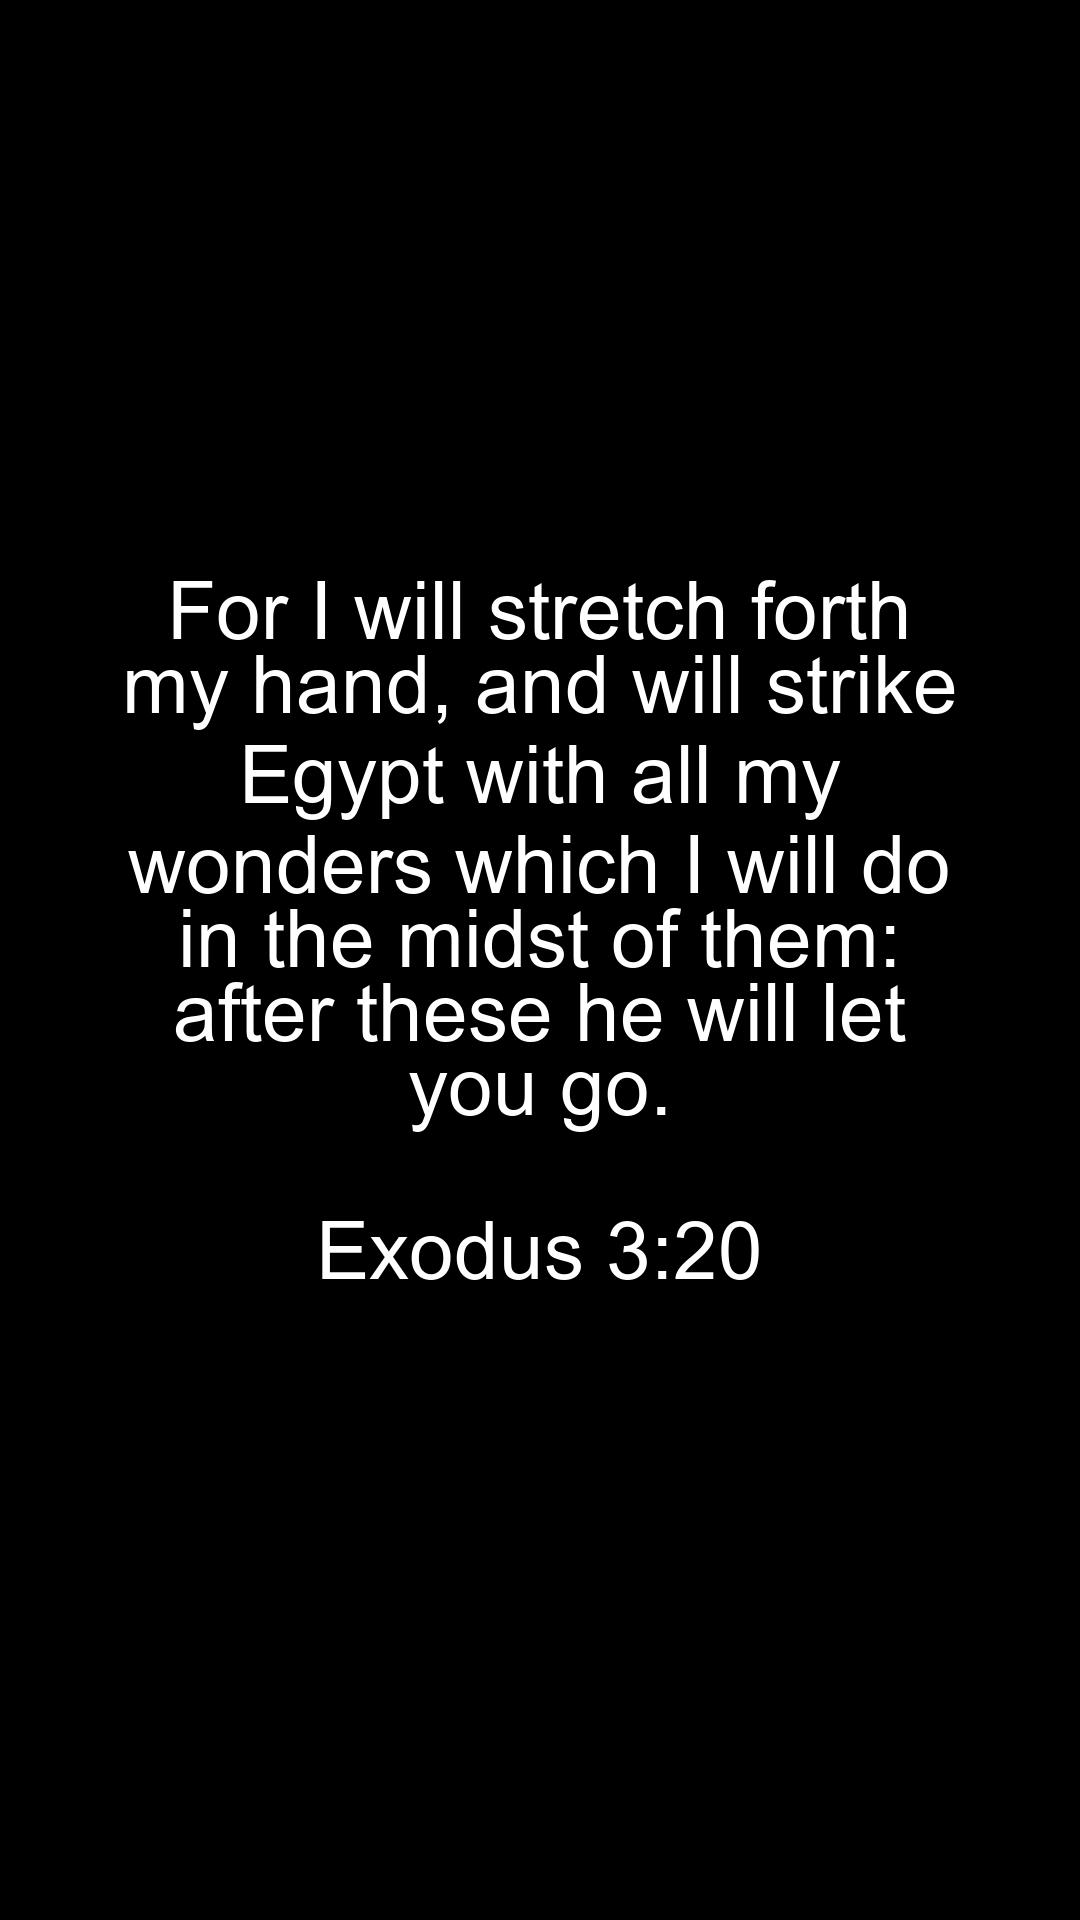 For I will stretch forth
my hand, and will strike
Egypt with all my
wonders which I will do
in the midst of them:
after these he will let
you go.
Exodus 3:20